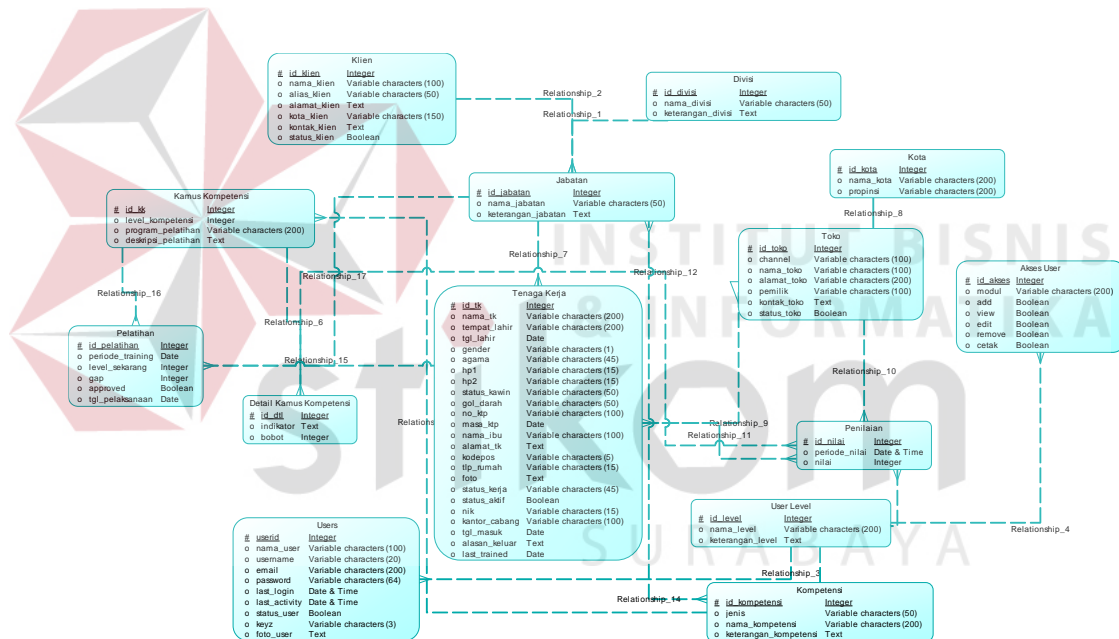 Klien
# id_klien Integer
o nama_klien Variable characters (100)
o alias_klien Variable characters (50)
o alamat_klien Text
o kota_klien Variable characters (150)
o kontak_klien Text
o status_klien Boolean
Divisi
# id_divisi Integer
o nama_divisi Variable characters (50)
o keterangan_divisi Text
Relationship_2
Relationship_1
Kota
# id_kota Integer
o nama_kota Variable characters (200)
o propinsi Variable characters (200)
Jabatan
# id_jabatan Integer
o nama_jabatan Variable characters (50)
o keterangan_jabatan Text
Kamus Kompetensi
# id_kk Integer
o level_kompetensi Integer
o program_pelatihan Variable characters (200)
o deskripsi_pelatihan Text
Relationship_8
Toko
# id_toko Integer
o channel Variable characters (100)
o nama_toko Variable characters (100)
o alamat_toko Variable characters (200)
o pemilik Variable characters (100)
o kontak_toko Text
o status_toko Boolean
Relationship_7
Relationship_17
Relationship_12
Relationship_16
Relationship_6
Relationship_15
Akses User
# id_akses Integer
o modul Variable characters (200)
o add Boolean
o view Boolean
o edit Boolean
o remove Boolean
o cetak Boolean
Tenaga Kerja
# id_tk Integer
o nama_tk Variable characters (200)
o tempat_lahir Variable characters (200)
o tgl_lahir Date
o gender Variable characters (1)
o agama Variable characters (45)
o hp1 Variable characters (15)
o hp2 Variable characters (15)
o status_kawin Variable characters (50)
o gol_darah Variable characters (50)
o no_ktp Variable characters (100)
o masa_ktp Date
o nama_ibu Variable characters (100)
o alamat_tk Text
o kodepos Variable characters (5)
o tlp_rumah Variable characters (15)
o foto Text
o status_kerja Variable characters (45)
o status_aktif Boolean
o nik Variable characters (15)
o kantor_cabang Variable characters (100)
o tgl_masuk Date
o alasan_keluar Text
o last_trained Date
Pelatihan
# id_pelatihan Integer
o periode_training Date
o level_sekarang Integer
o gap Integer
o approved Boolean
o tgl_pelaksanaan Date
Detail Kamus Kompetensi
# id_dtl Integer
o indikator Text
o bobot Integer
Relations
Relationship_10
Relationship_9
Relationship_11
Penilaian
# id_nilai Integer
o periode_nilai Date & Time
o nilai Integer
User Level
# id_level Integer
o nama_level Variable characters (200)
o keterangan_level Text
Relationship_4
Relationship_3
Users
# userid Integer
o nama_user Variable characters (100)
o username Variable characters (20)
o email Variable characters (200)
o password Variable characters (64)
o last_login Date & Time
o last_activity Date & Time
o status_user Boolean
o keyz Variable characters (3)
o foto_user Text
Relationship_14
Kompetensi
# id_kompetensi Integer
o jenis Variable characters (50)
o nama_kompetensi Variable characters (200)
o keterangan_kompetensi Text
INSTITUT BISNIS
& INFORMATIKA
stikom
SURABAYA